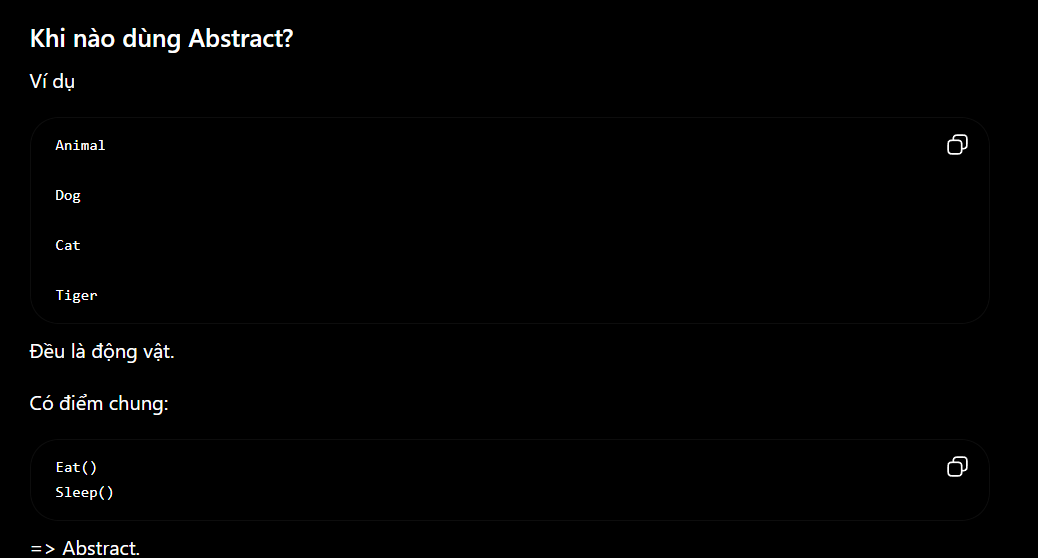 Khi nào dùng Abstract?
Ví dụ
Animal
Dog
Cat
Tiger
Đều là động vật.
Có điểm chung:
Eat()
Sleep()
=> Abstract.